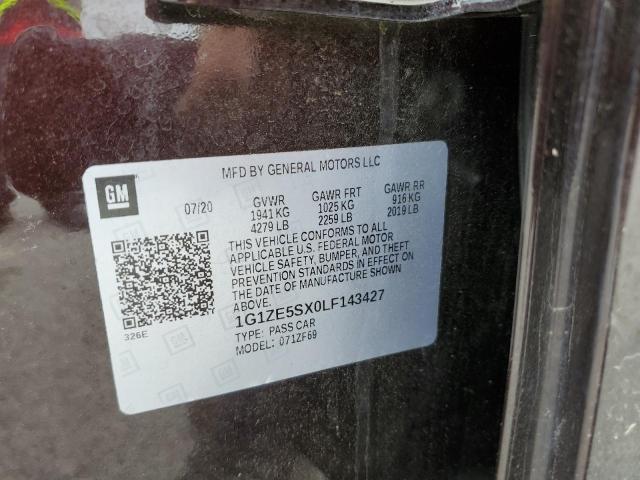 MFD BY GENERAL MOTORS LLC
GM
07/20 GVWR GAWR FRT GAWR RR
1941 KG 1025 KG 916 KG
4279 LB 2259 LB 2019 LB
THIS VEHICLE CONFORMS TO ALL
APPLICABLE U.S. FEDERAL MOTOR
VEHICLE SAFETY, BUMPER, AND THEFT
PREVENTION STANDARDS IN EFFECT ON
THE DATE OF MANUFACTURE SHOWN
ABOVE.
1G1ZE5SX0LF143427
TYPE: PASS CAR
MODEL: 071ZF69
326E